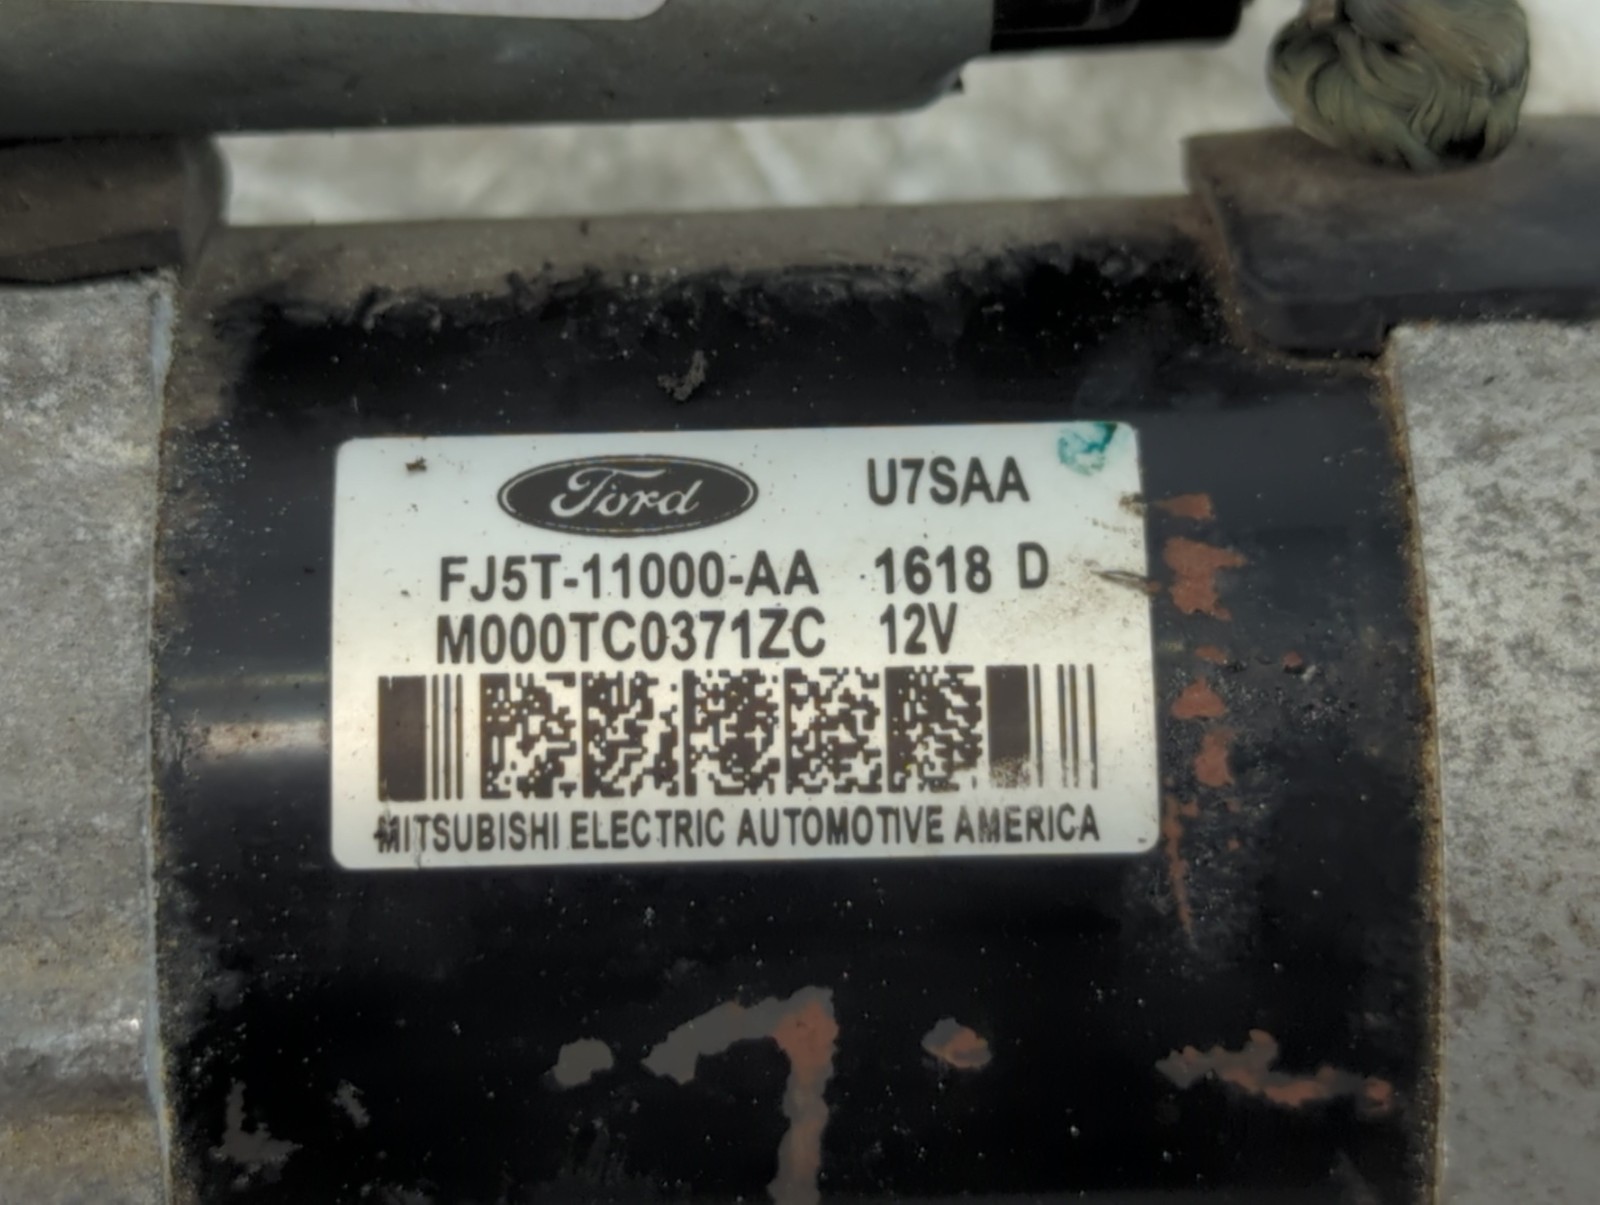 Ford U7SAA
FJ5T-11000-AA 1618 D
M000TC0371ZC 12V
MITSUBISHI ELECTRIC AUTOMOTIVE AMERICA